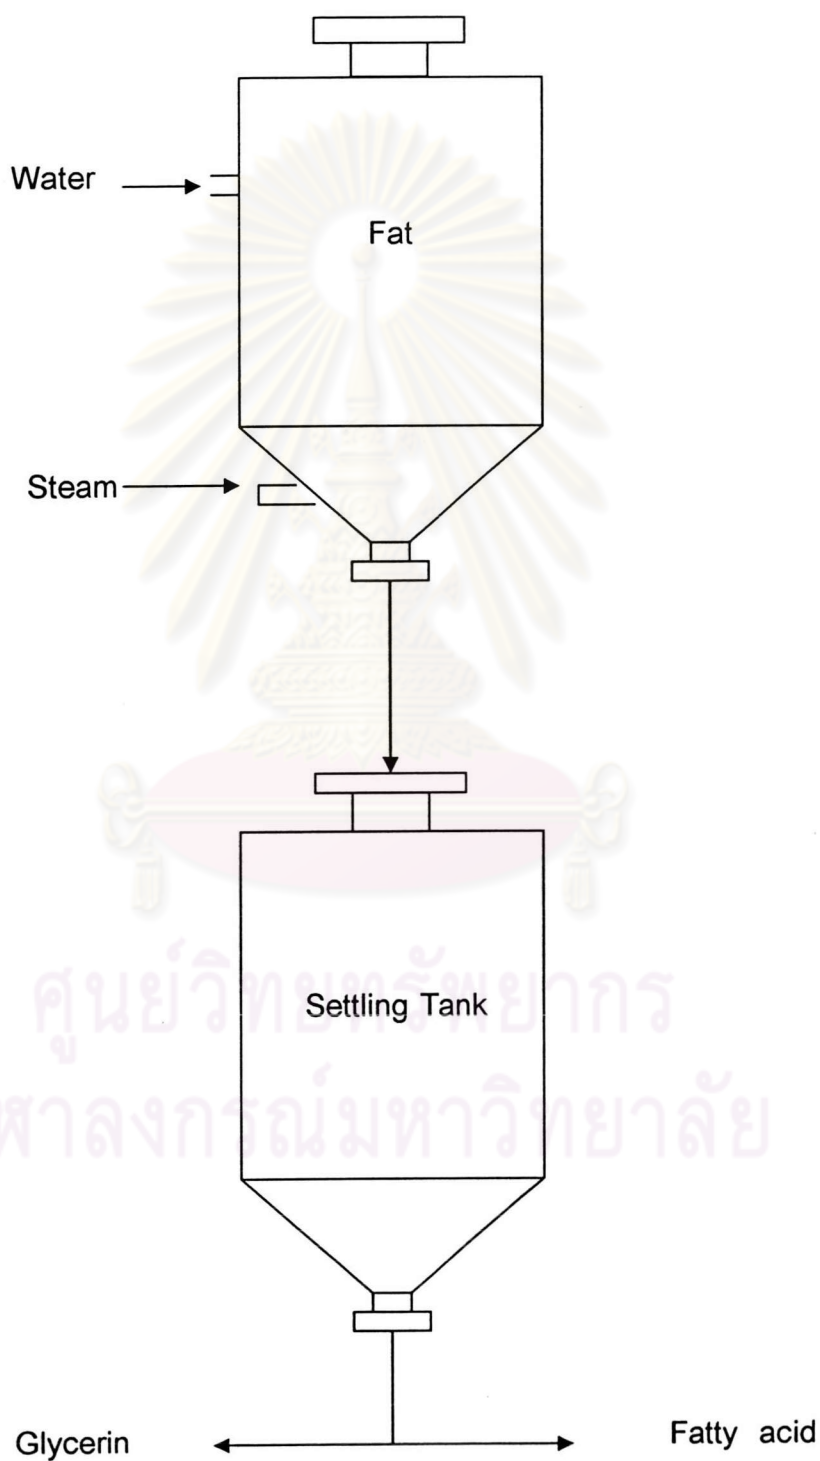 Water
Fat
Steam
ศูนย์วิทยทรัพยากร
Settling Tank
ฬาลงกรณ์มหาวิทยาลัย
Glycerin
Fatty acid